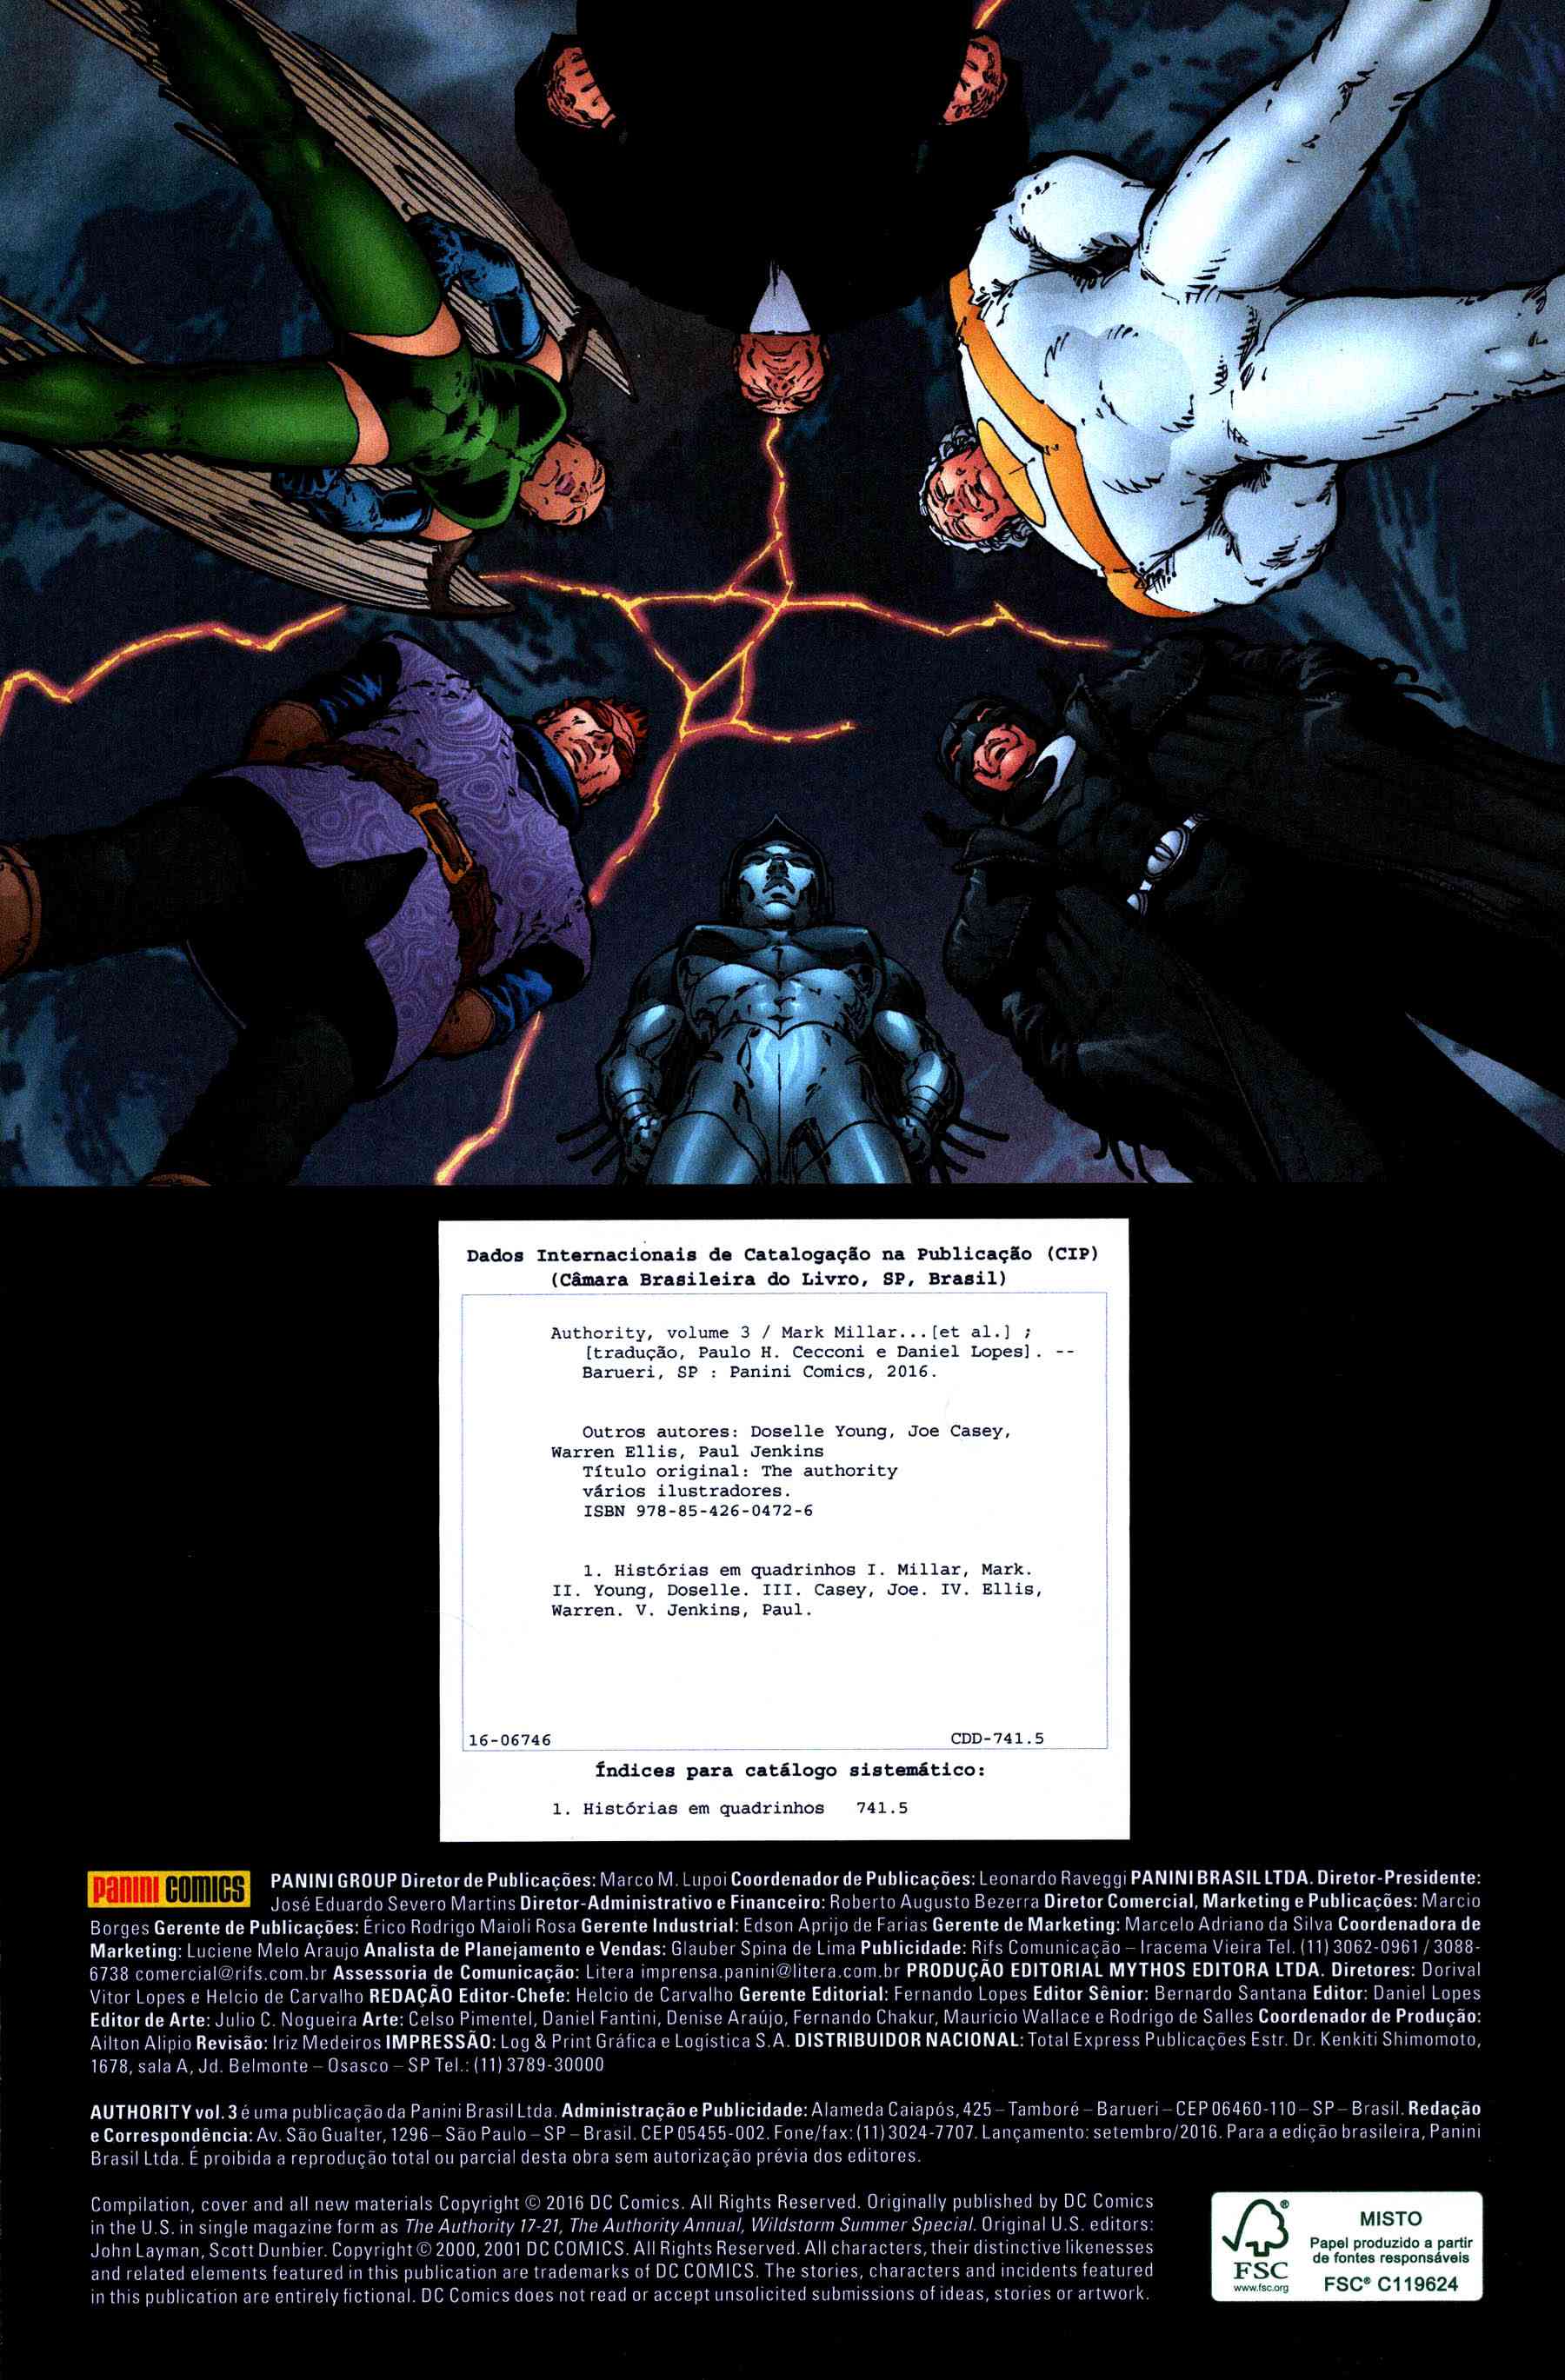 Dados Internacionais de Catalogação na Publicação (CIP)
(Câmara Brasileira do Livro, SP, Brasil)
Authority, volume 3 / Mark Millar...[et al.] ;
[tradução, Paulo H. Cecconi e Daniel Lopes]. --
Barueri, SP : Panini Comics, 2016.
Outros autores: Doselle Young, Joe Casey,
Warren Ellis, Paul Jenkins
Título original: The authority
vários ilustradores.
ISBN 978-85-426-0472-6
1. Histórias em quadrinhos I. Millar, Mark.
II. Young, Doselle. III. Casey, Joe. IV. Ellis,
Warren. V. Jenkins, Paul.
16-06746 CDD-741.5
Índices para catálogo sistemático:
1. Histórias em quadrinhos 741.5
PANINI COMICS PANINI GROUP Diretor de Publicações: Marco M. Lupoi Coordenador de Publicações: Leonardo Raveggi PANINI BRASIL LTDA. Diretor-Presidente:
José Eduardo Severo Martins Diretor-Administrativo e Financeiro: Roberto Augusto Bezerra Diretor Comercial, Marketing e Publicações: Marcio
Borges Gerente de Publicações: Érico Rodrigo Maioli Rosa Gerente Industrial: Edson Aprijo de Farias Gerente de Marketing: Marcelo Adriano da Silva Coordenadora de
Marketing: Luciene Melo Araujo Analista de Planejamento e Vendas: Glauber Spina de Lima Publicidade: Rifs Comunicação – Iracema Vieira Tel. (11) 3062-0961 / 3088-
6738 comercial@rifs.com.br Assessoria de Comunicação: Litera imprensa.panini@litera.com.br PRODUÇÃO EDITORIAL MYTHOS EDITORA LTDA. Diretores: Dorival
Vitor Lopes e Helcio de Carvalho REDAÇÃO Editor-Chefe: Helcio de Carvalho Gerente Editorial: Fernando Lopes Editor Sênior: Bernardo Santana Editor: Daniel Lopes
Editor de Arte: Julio C. Nogueira Arte: Celso Pimentel, Daniel Fantini, Denise Araújo, Fernando Chakur, Mauricio Wallace e Rodrigo de Salles Coordenador de Produção:
Ailton Alipio Revisão: Iriz Medeiros IMPRESSÃO: Log & Print Gráfica e Logística S.A. DISTRIBUIDOR NACIONAL: Total Express Publicações Estr. Dr. Kenkiti Shimomoto,
1678, sala A, Jd. Belmonte – Osasco – SP Tel.: (11) 3789-30000
AUTHORITY vol. 3 é uma publicação da Panini Brasil Ltda. Administração e Publicidade: Alameda Caiapós, 425 – Tamboré – Barueri – CEP 06460-110 – SP – Brasil. Redação
e Correspondência: Av. São Gualter, 1296 – São Paulo – SP – Brasil. CEP 05455-002. Fone/fax: (11) 3024-7707. Lançamento: setembro/2016. Para a edição brasileira, Panini
Brasil Ltda. É proibida a reprodução total ou parcial desta obra sem autorização prévia dos editores.
Compilation, cover and all new materials Copyright © 2016 DC Comics. All Rights Reserved. Originally published by DC Comics
in the U.S. in single magazine form as The Authority 17-21, The Authority Annual, Wildstorm Summer Special. Original U.S. editors:
John Layman, Scott Dunbier. Copyright © 2000, 2001 DC COMICS. All Rights Reserved. All characters, their distinctive likenesses
and related elements featured in this publication are trademarks of DC COMICS. The stories, characters and incidents featured
in this publication are entirely fictional. DC Comics does not read or accept unsolicited submissions of ideas, stories or artwork.
®
FSC
www.fsc.org
MISTO
Papel produzido a partir
de fontes responsáveis
FSC® C119624